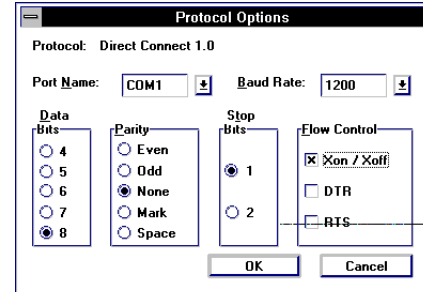 Protocol Options
Protocol: Direct Connect 1.0
Port Name: COM1 Baud Rate: 1200
Data Bits
4
5
6
7
8
Parity
Even
Odd
None
Mark
Space
Stop Bits
1
2
Flow Control
Xon / Xoff
DTR
RTS
OK Cancel